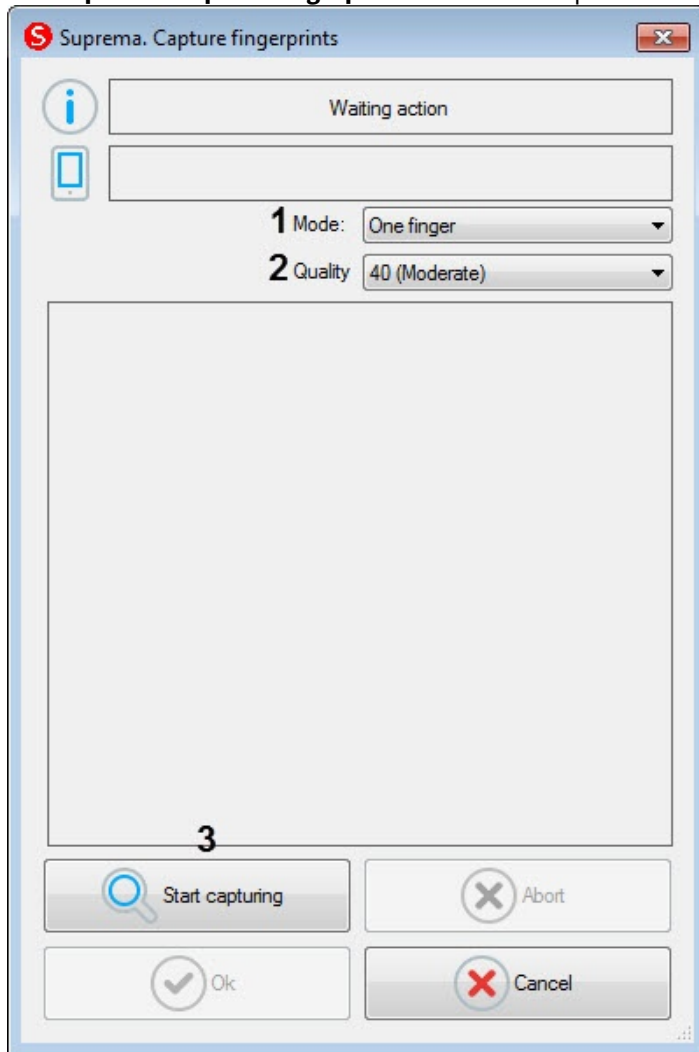 S Suprema. Capture fingerprints
Waiting action
1 Mode: One finger
2 Quality 40 (Moderate)
3
Start capturing
Abort
Ok
Cancel